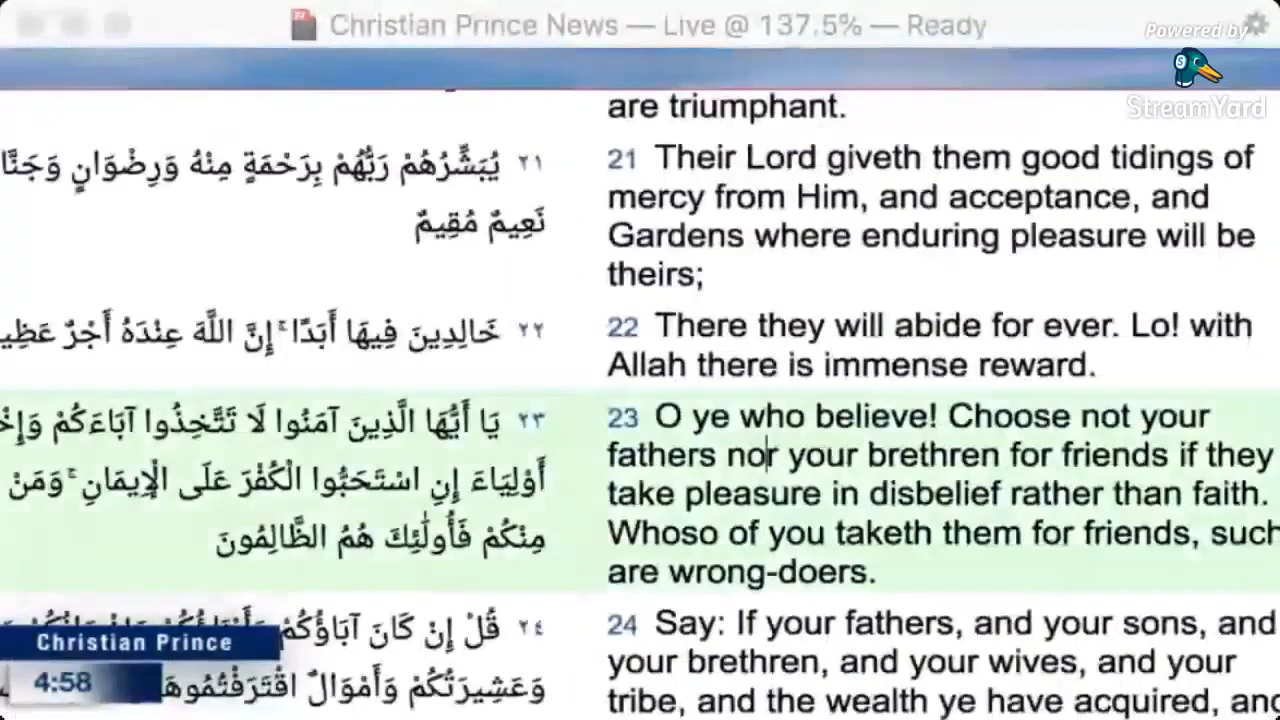 Christian Prince News — Live @ 137.5% — Ready
Powered by
StreamYard
are triumphant.
٢١ يُبَشِّرُهُمْ رَبُّهُمْ بِرَحْمَةٍ مِنْهُ وَرِضْوَانٍ وَجَنَّا
نَعِيمٌ مُقِيمٌ
21 Their Lord giveth them good tidings of
mercy from Him, and acceptance, and
Gardens where enduring pleasure will be
theirs;
٢٢ خَالِدِينَ فِيهَا أَبَدًا ۚ إِنَّ اللَّهَ عِنْدَهُ أَجْرٌ عَظِي
22 There they will abide for ever. Lo! with
Allah there is immense reward.
٢٣ يَا أَيُّهَا الَّذِينَ آمَنُوا لَا تَتَّخِذُوا آبَاءَكُمْ وَإِخْ
أَوْلِيَاءَ إِنِ اسْتَحَبُّوا الْكُفْرَ عَلَى الْإِيمَانِ ۚ وَمَنْ
مِنْكُمْ فَأُولَٰئِكَ هُمُ الظَّالِمُونَ
23 O ye who believe! Choose not your
fathers nor your brethren for friends if they
take pleasure in disbelief rather than faith.
Whoso of you taketh them for friends, such
are wrong-doers.
٢٤ قُلْ إِنْ كَانَ آبَاؤُكُمْ
وَعَشِيرَتُكُمْ وَأَمْوَالٌ اقْتَرَفْتُمُوهَ
24 Say: If your fathers, and your sons, and
your brethren, and your wives, and your
tribe, and the wealth ye have acquired, and
Christian Prince
4:58